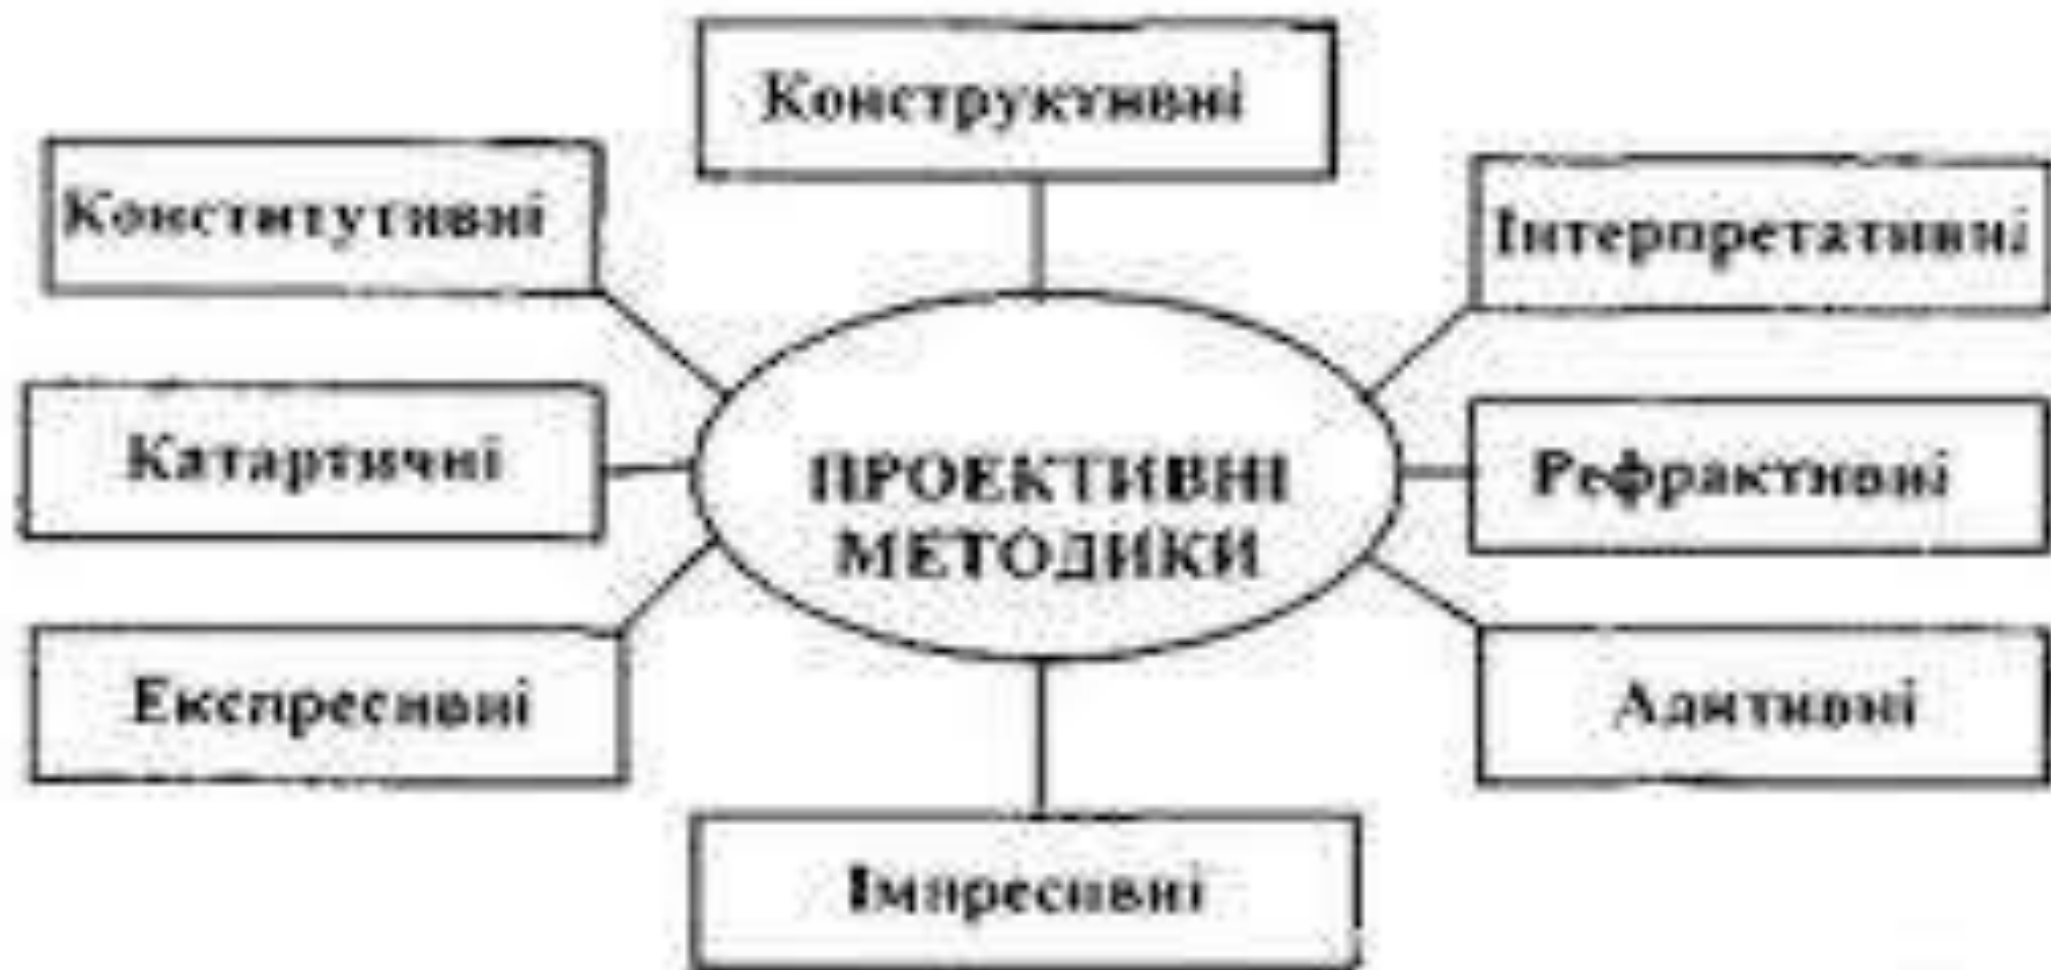 Конструктивні
Конститутивні
Інтерпретативні
Катартичні
ПРОЕКТИВНІ
МЕТОДИКИ
Рефрактивні
Експресивні
Адитивні
Імпресивні